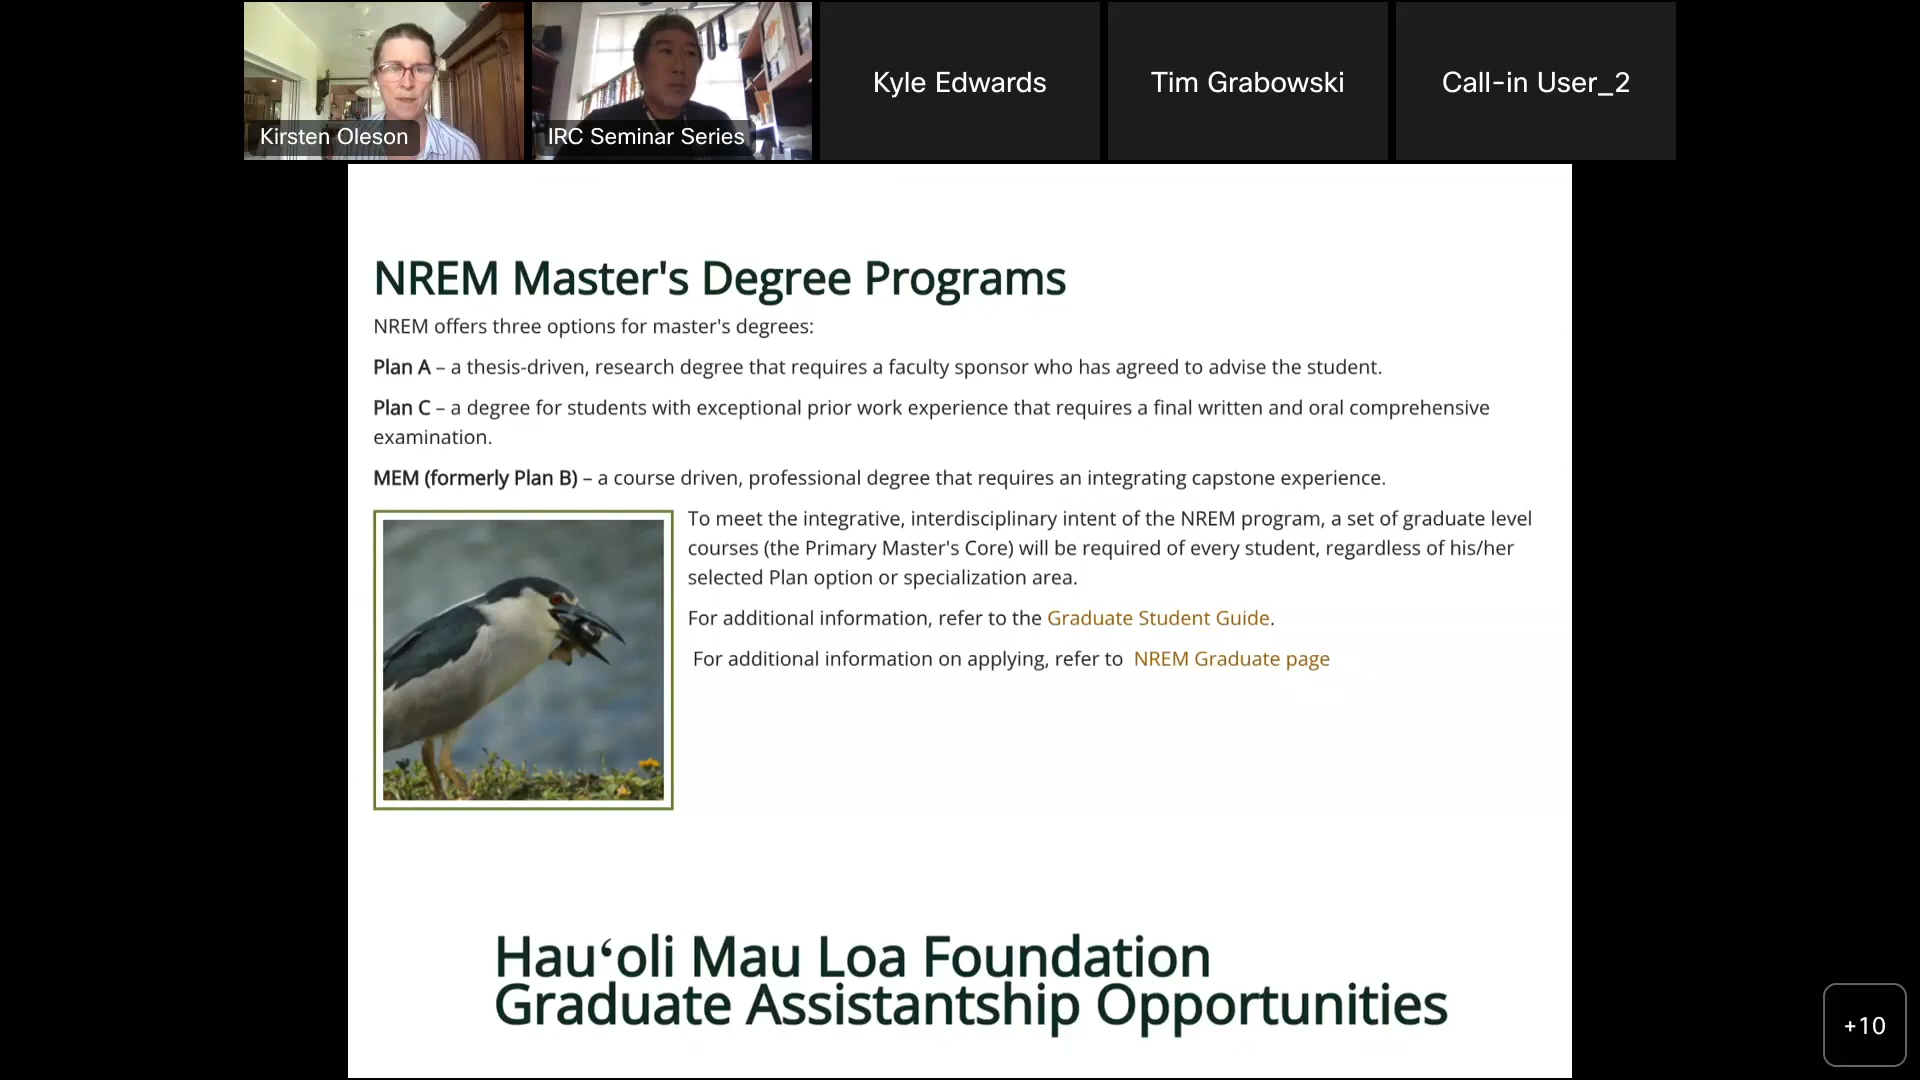 Kirsten Oleson
IRC Seminar Series
Kyle Edwards
Tim Grabowski
Call-in User_2
NREM Master's Degree Programs
NREM offers three options for master's degrees:
Plan A – a thesis-driven, research degree that requires a faculty sponsor who has agreed to advise the student.
Plan C – a degree for students with exceptional prior work experience that requires a final written and oral comprehensive
examination.
MEM (formerly Plan B) – a course driven, professional degree that requires an integrating capstone experience.
To meet the integrative, interdisciplinary intent of the NREM program, a set of graduate level
courses (the Primary Master's Core) will be required of every student, regardless of his/her
selected Plan option or specialization area.
For additional information, refer to the Graduate Student Guide.
For additional information on applying, refer to NREM Graduate page
Hauʻoli Mau Loa Foundation
Graduate Assistantship Opportunities
+10